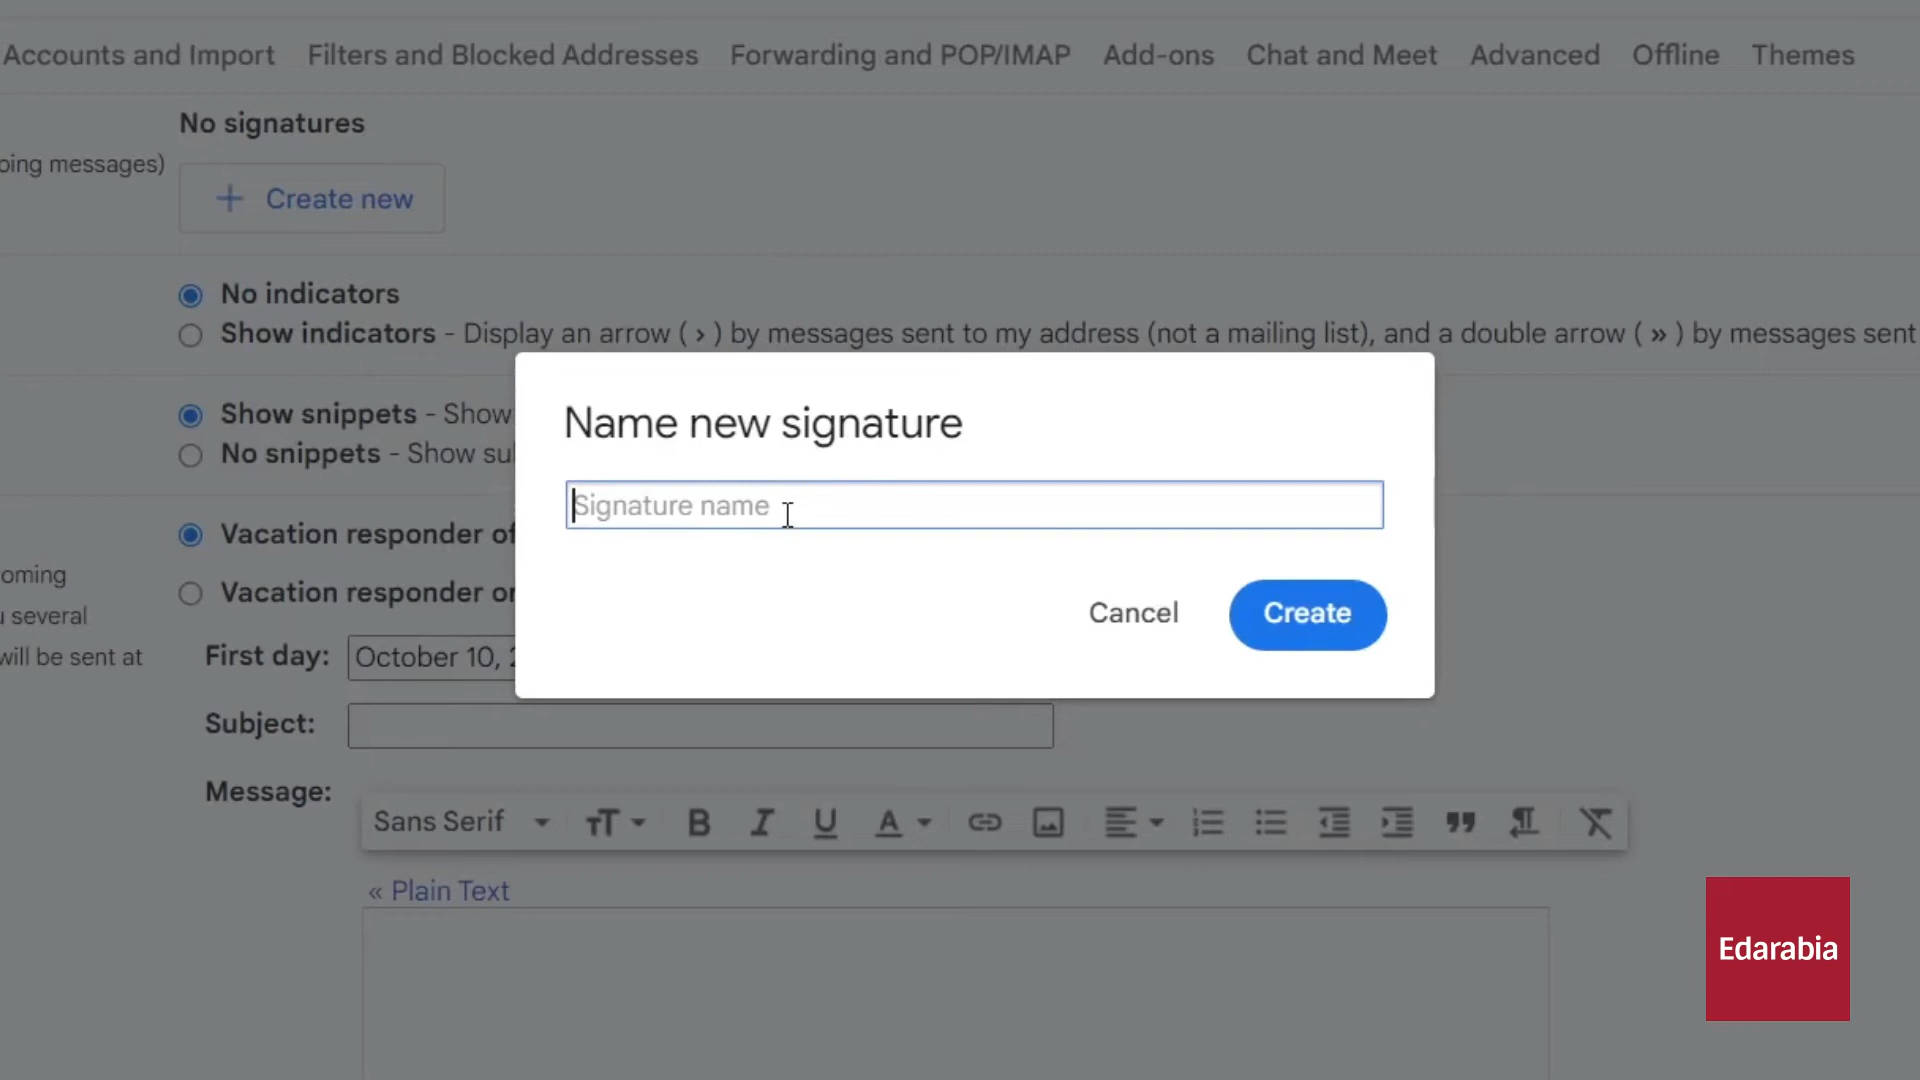 Accounts and Import Filters and Blocked Addresses Forwarding and POP/IMAP Add-ons Chat and Meet Advanced Offline Themes
No signatures
messages)
+ Create new
No indicators
Show indicators - Display an arrow ( › ) by messages sent to my address (not a mailing list), and a double arrow ( » ) by messages sent
Show snippets - Show
No snippets - Show
Name new signature
Signature name
Cancel Create
Vacation responder
several
Vacation responder
will be sent at
First day: October 10,
Subject:
Message:
Sans Serif
« Plain Text
Edarabia